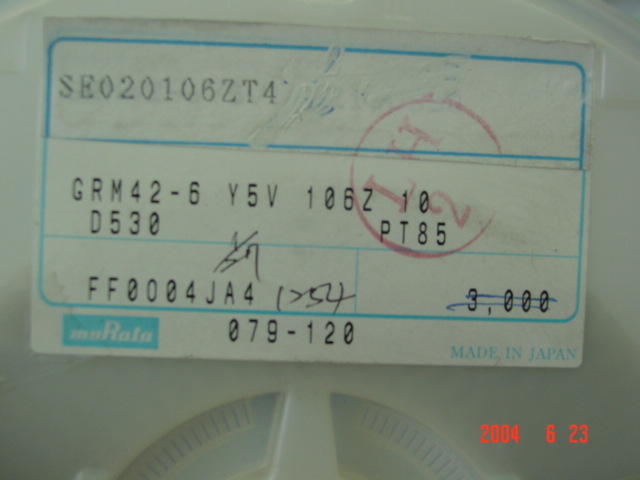 SE020106ZT4
GRM42-6 Y5V 106Z 10
D530 PT85
FF0004JA4 3,000
muRata 079-120
MADE IN JAPAN
2004 6 23